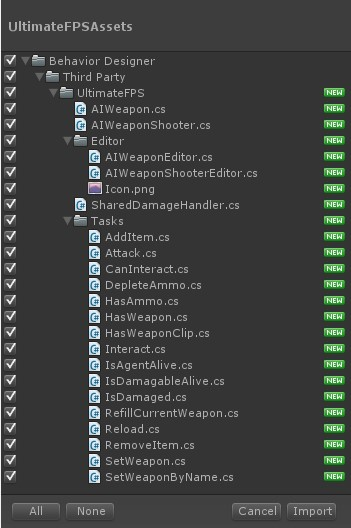 UltimateFPSAssets
Behavior Designer
Third Party
UltimateFPS NEW
AIWeapon.cs NEW
AIWeaponShooter.cs NEW
Editor NEW
AIWeaponEditor.cs NEW
AIWeaponShooterEditor.cs NEW
Icon.png NEW
SharedDamageHandler.cs NEW
Tasks NEW
AddItem.cs NEW
Attack.cs NEW
CanInteract.cs NEW
DepleteAmmo.cs NEW
HasAmmo.cs NEW
HasWeapon.cs NEW
HasWeaponClip.cs NEW
Interact.cs NEW
IsAgentAlive.cs NEW
IsDamagableAlive.cs NEW
IsDamaged.cs NEW
RefillCurrentWeapon.cs NEW
Reload.cs NEW
RemoveItem.cs NEW
SetWeapon.cs NEW
SetWeaponByName.cs NEW
All None Cancel Import